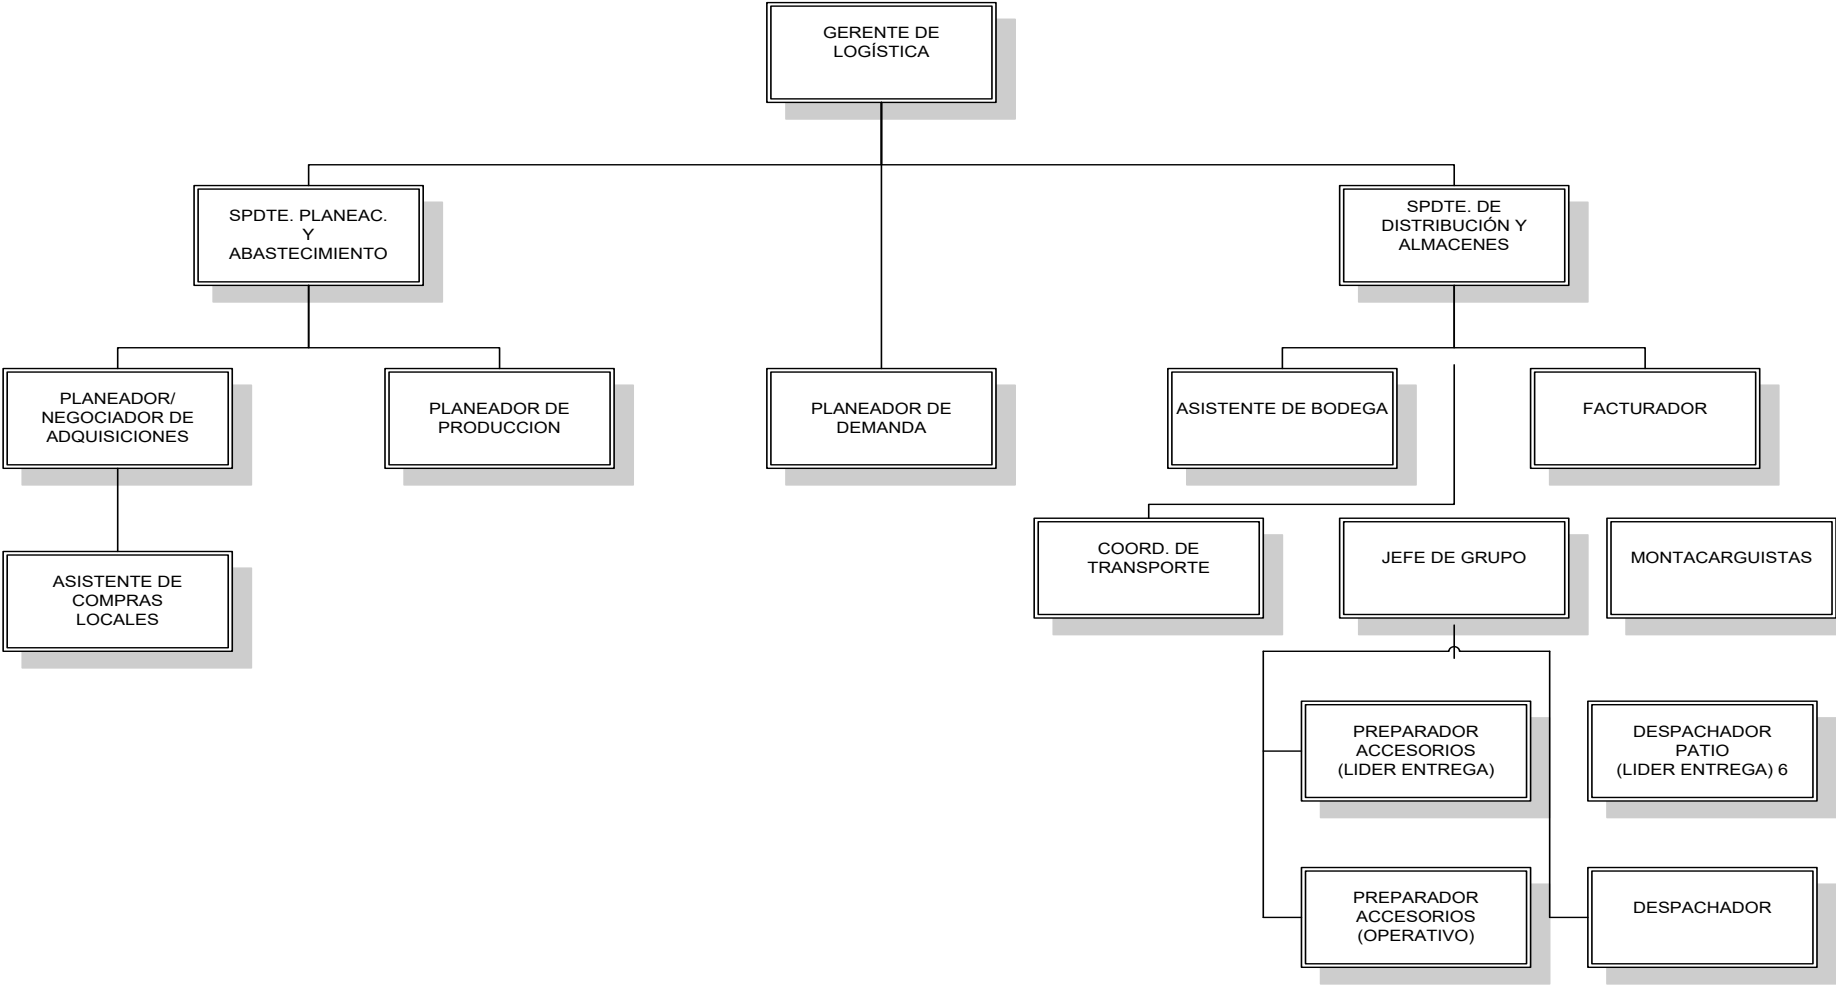 GERENTE DE
LOGÍSTICA
SPDTE. PLANEAC.
Y
ABASTECIMIENTO
SPDTE. DE
DISTRIBUCIÓN Y
ALMACENES
PLANEADOR/
NEGOCIADOR DE
ADQUISICIONES
PLANEADOR DE
PRODUCCION
PLANEADOR DE
DEMANDA
ASISTENTE DE BODEGA
FACTURADOR
ASISTENTE DE
COMPRAS
LOCALES
COORD. DE
TRANSPORTE
JEFE DE GRUPO
MONTACARGUISTAS
PREPARADOR
ACCESORIOS
(LIDER ENTREGA)
DESPACHADOR
PATIO
(LIDER ENTREGA) 6
PREPARADOR
ACCESORIOS
(OPERATIVO)
DESPACHADOR